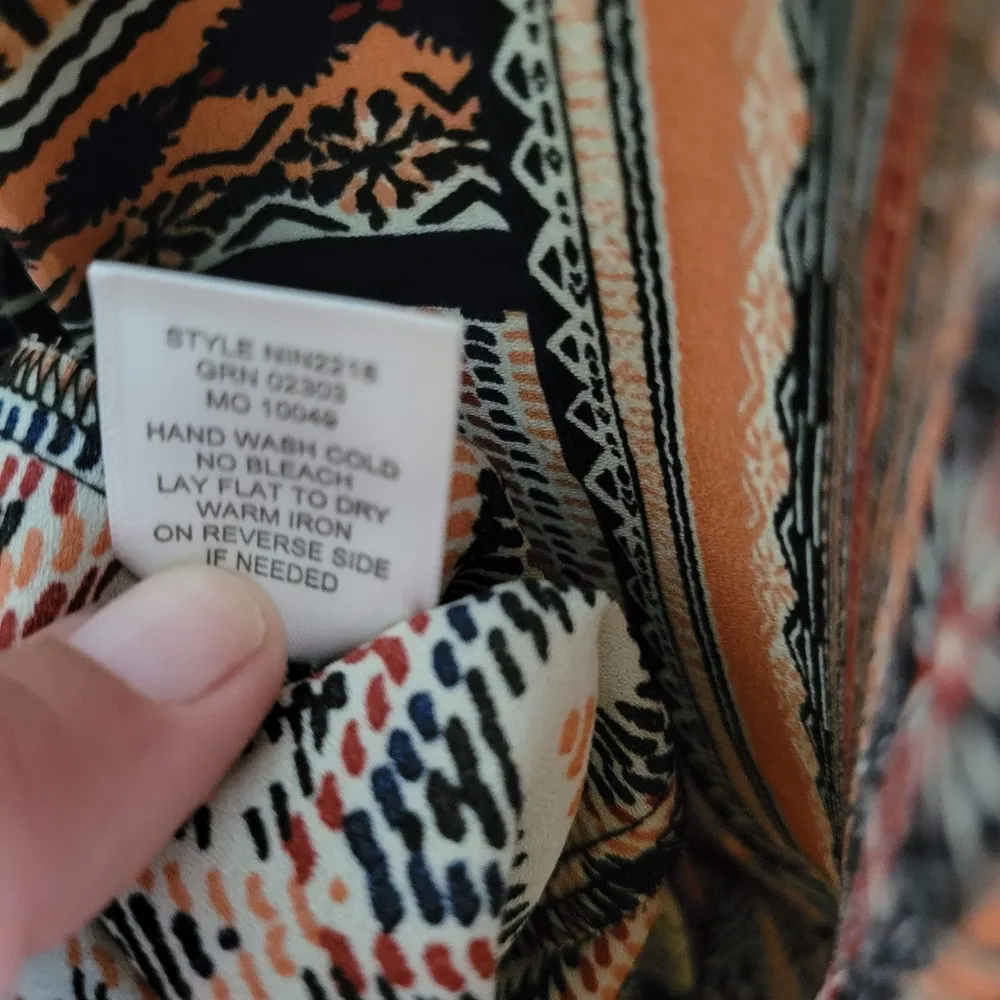 STYLE NIN2218
GRN 02303
MO 10049
HAND WASH COLD
NO BLEACH
LAY FLAT TO DRY
WARM IRON
ON REVERSE SIDE
IF NEEDED